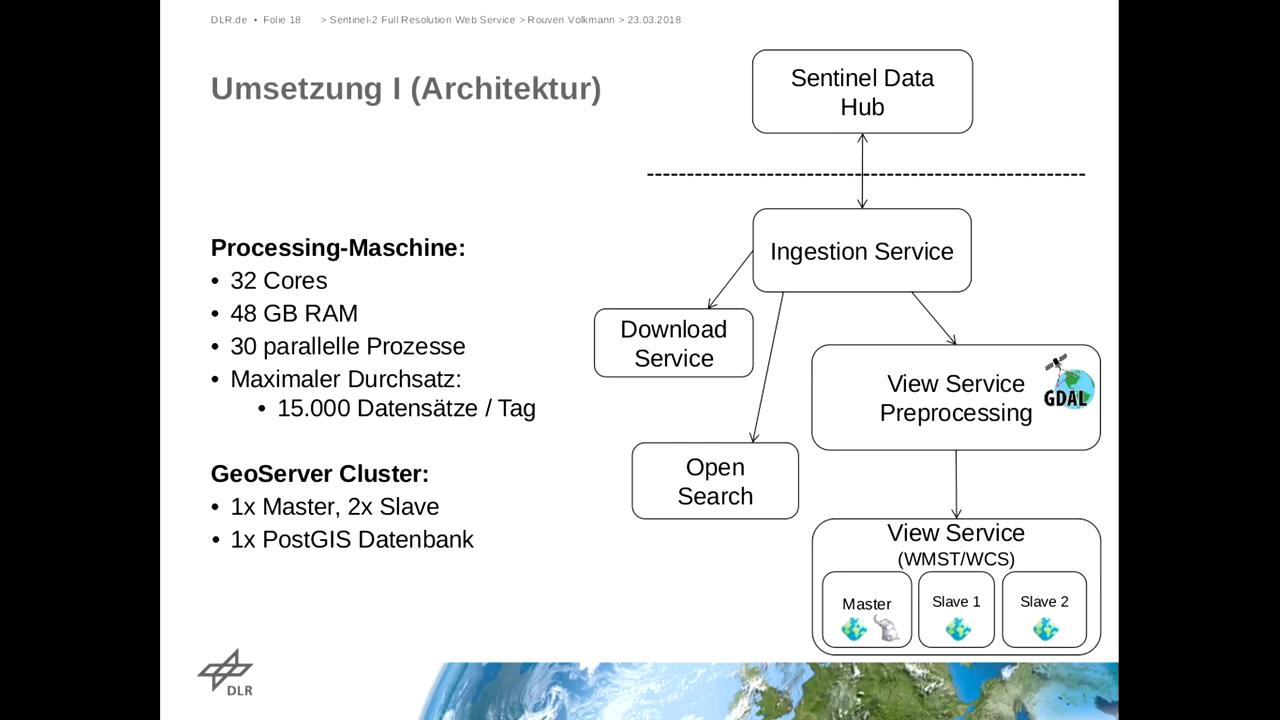 DLR.de • Folie 18 > Sentinel-2 Full Resolution Web Service > Rouven Volkmann > 23.03.2018
Umsetzung I (Architektur)
Processing-Maschine:
• 32 Cores
• 48 GB RAM
• 30 parallelle Prozesse
• Maximaler Durchsatz:
• 15.000 Datensätze / Tag
GeoServer Cluster:
• 1x Master, 2x Slave
• 1x PostGIS Datenbank
Sentinel Data
Hub
Ingestion Service
Download
Service
View Service
Preprocessing
GDAL
Open
Search
View Service
(WMST/WCS)
Master
Slave 1
Slave 2
DLR